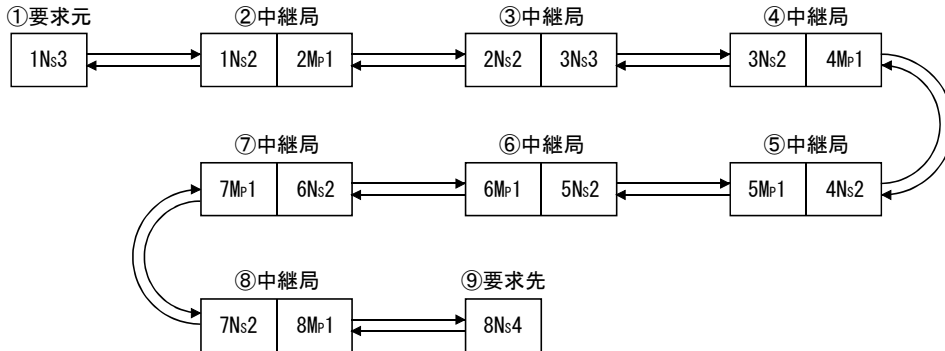 ①要求元 ②中継局 ③中継局 ④中継局
1Ns3 1Ns2 2MP1 2Ns2 3Ns3 3Ns2 4MP1
⑦中継局 ⑥中継局 ⑤中継局
7MP1 6Ns2 6MP1 5Ns2 5MP1 4Ns2
⑧中継局 ⑨要求先
7Ns2 8MP1 8Ns4